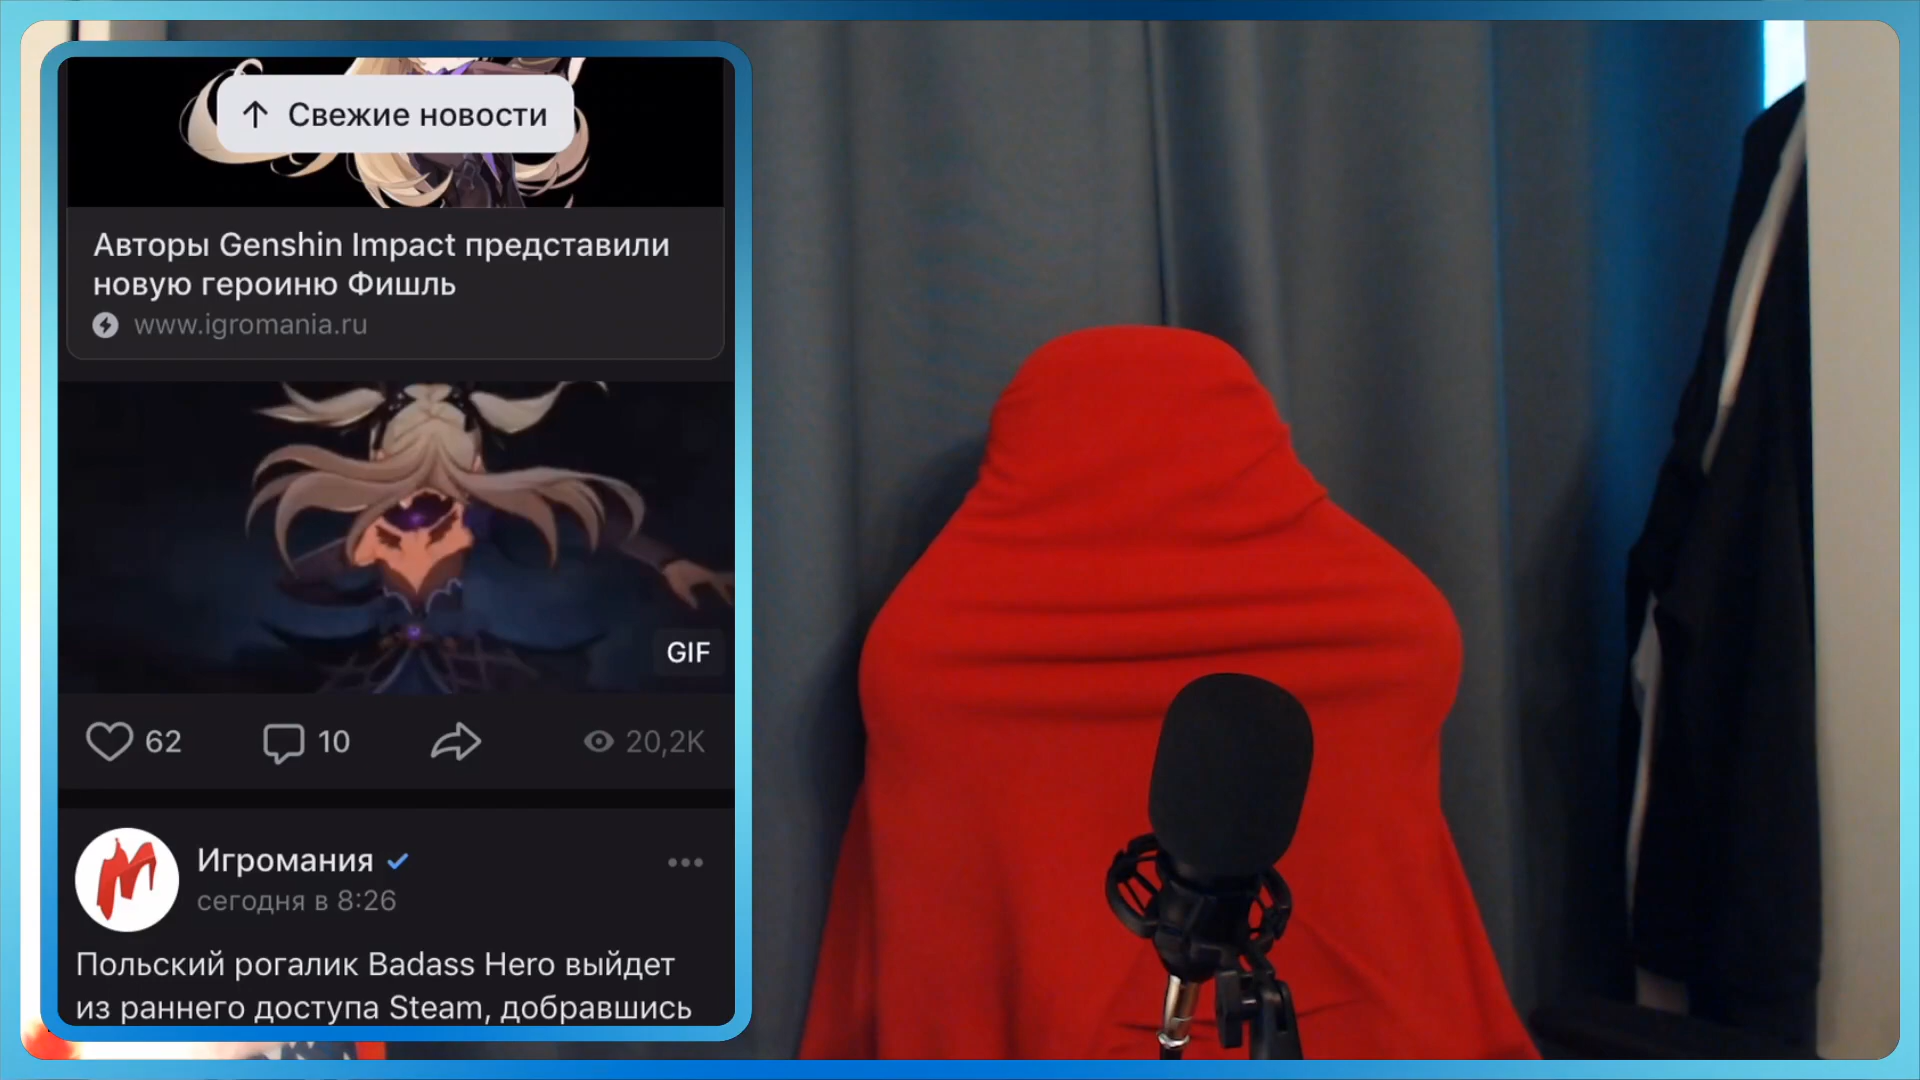 ↑ Свежие новости
Авторы Genshin Impact представили
новую героиню Фишль
www.igromania.ru
GIF
62
10
20,2K
Игромания
сегодня в 8:26
Польский рогалик Badass Hero выйдет
из раннего доступа Steam, добравшись